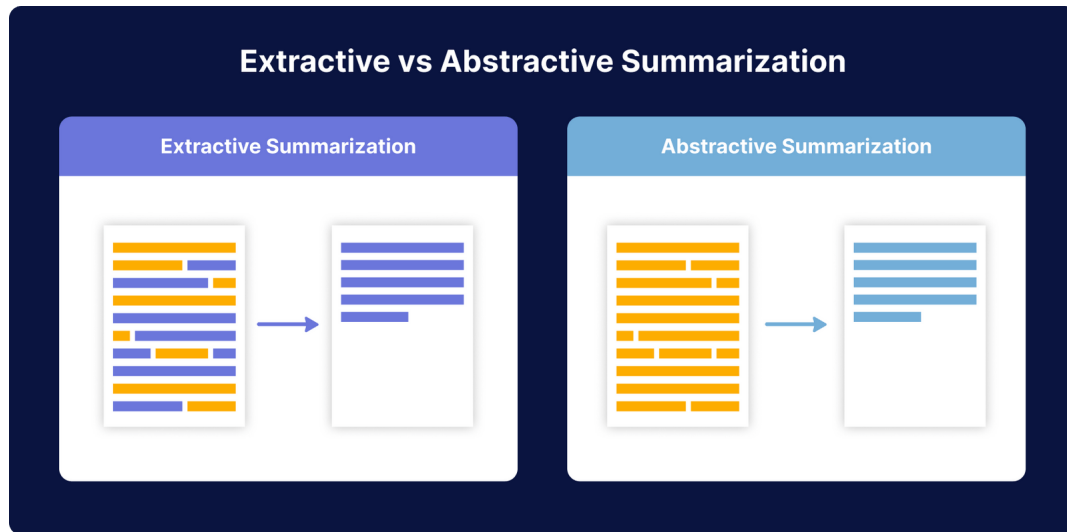 Extractive vs Abstractive Summarization
Extractive Summarization
Abstractive Summarization